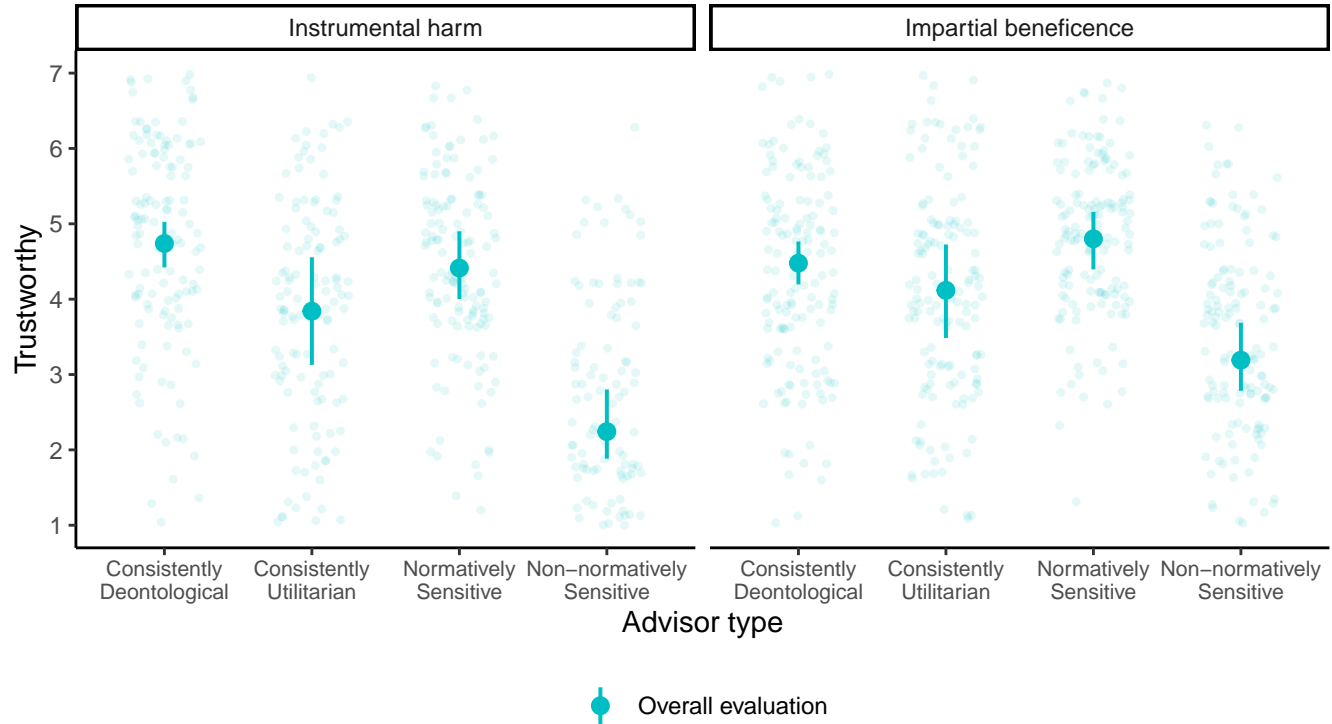 Instrumental harm
Impartial beneficence
Trustworthy
7
6
5
4
3
2
1
Consistently
Deontological
Consistently
Utilitarian
Normatively
Sensitive
Non−normatively
Sensitive
Consistently
Deontological
Consistently
Utilitarian
Normatively
Sensitive
Non−normatively
Sensitive
Advisor type
Overall evaluation